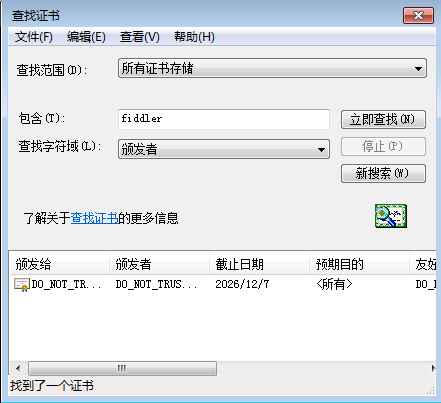 查找证书
文件(F) 编辑(E) 查看(V) 帮助(H)
查找范围(D): 所有证书存储
包含(T): fiddler 立即查找(N)
查找字符域(L): 颁发者 停止(P)
新搜索(W)
了解关于查找证书的更多信息
颁发给 颁发者 截止日期 预期目的 友好
DO_NOT_TR... DO_NOT_TRUS... 2026/12/7 <所有>
找到了一个证书